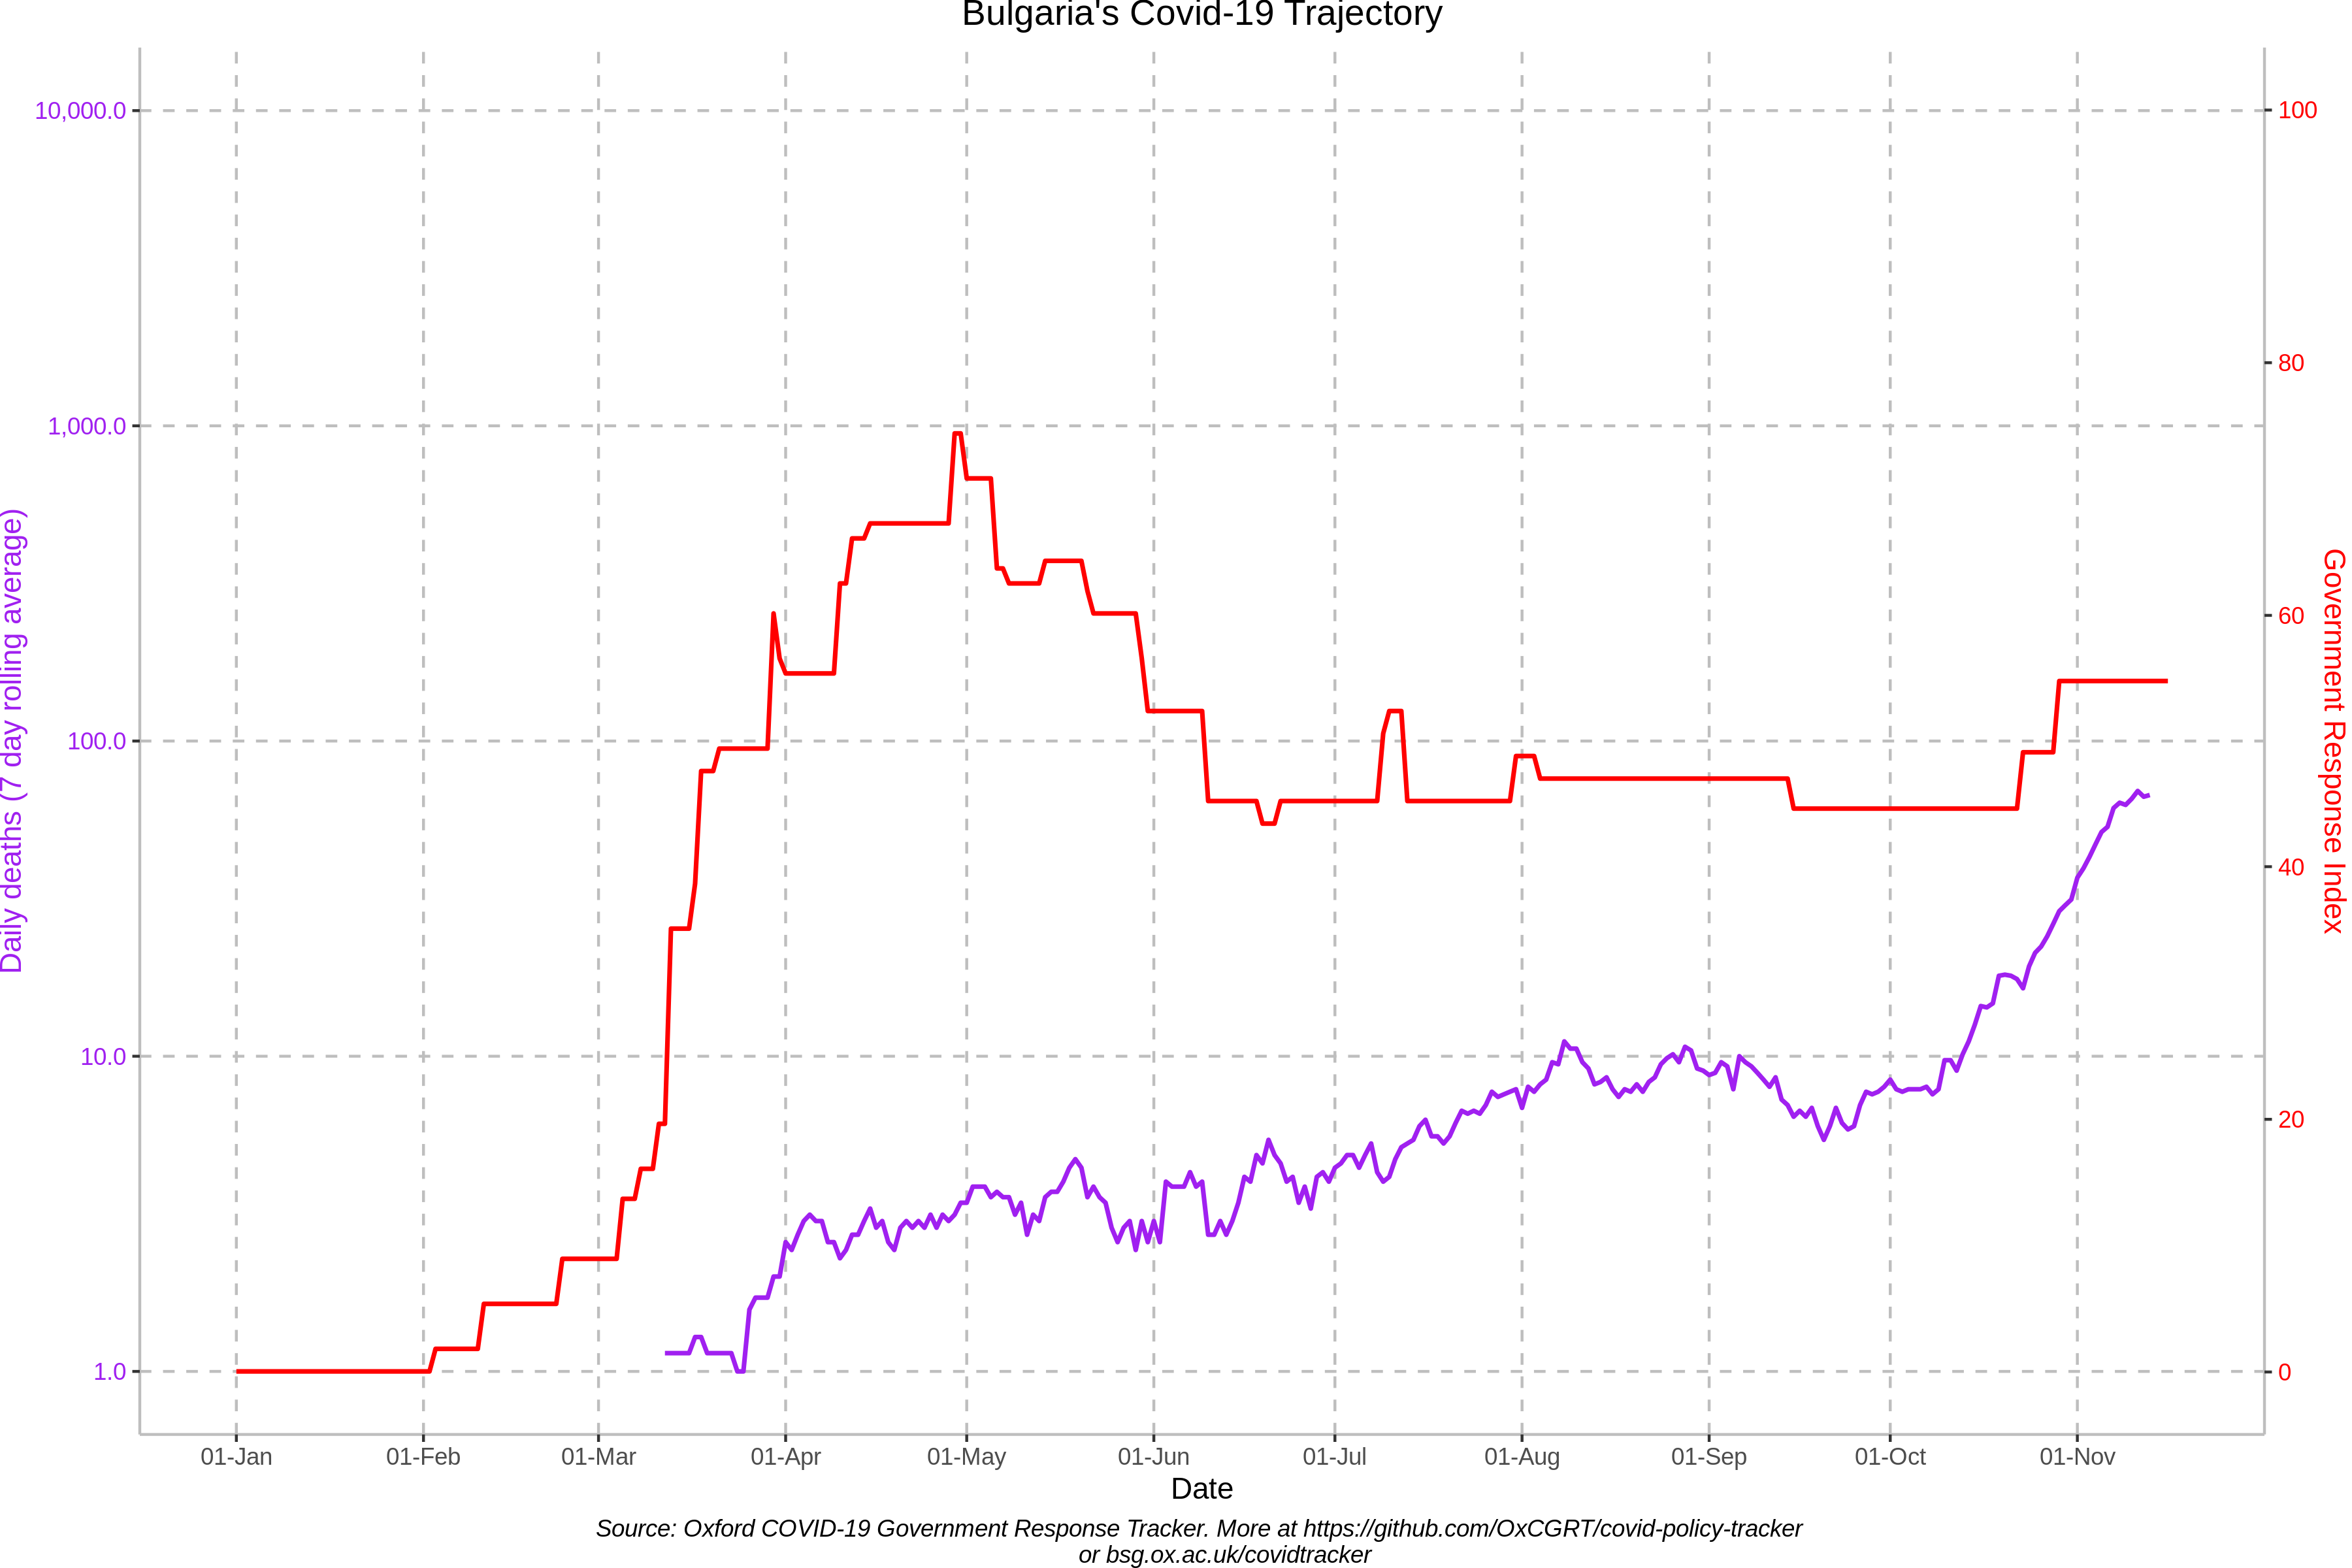 Bulgaria's Covid-19 Trajectory
10,000.0
1,000.0
100.0
10.0
1.0
Daily deaths (7 day rolling average)
100
80
60
40
20
0
Government Response Index
01-Jan 01-Feb 01-Mar 01-Apr 01-May 01-Jun 01-Jul 01-Aug 01-Sep 01-Oct 01-Nov
Date
Source: Oxford COVID-19 Government Response Tracker. More at https://github.com/OxCGRT/covid-policy-tracker
or bsg.ox.ac.uk/covidtracker